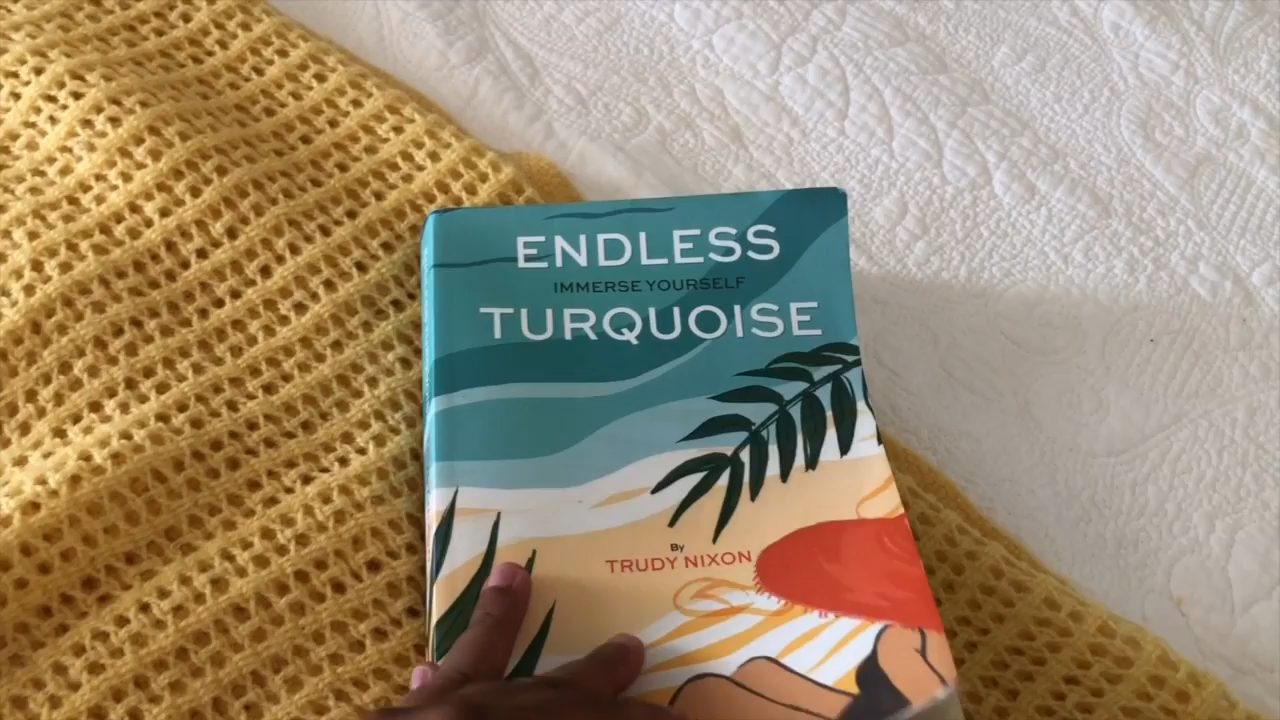 ENDLESS
IMMERSE YOURSELF
TURQUOISE
By
TRUDY NIXON